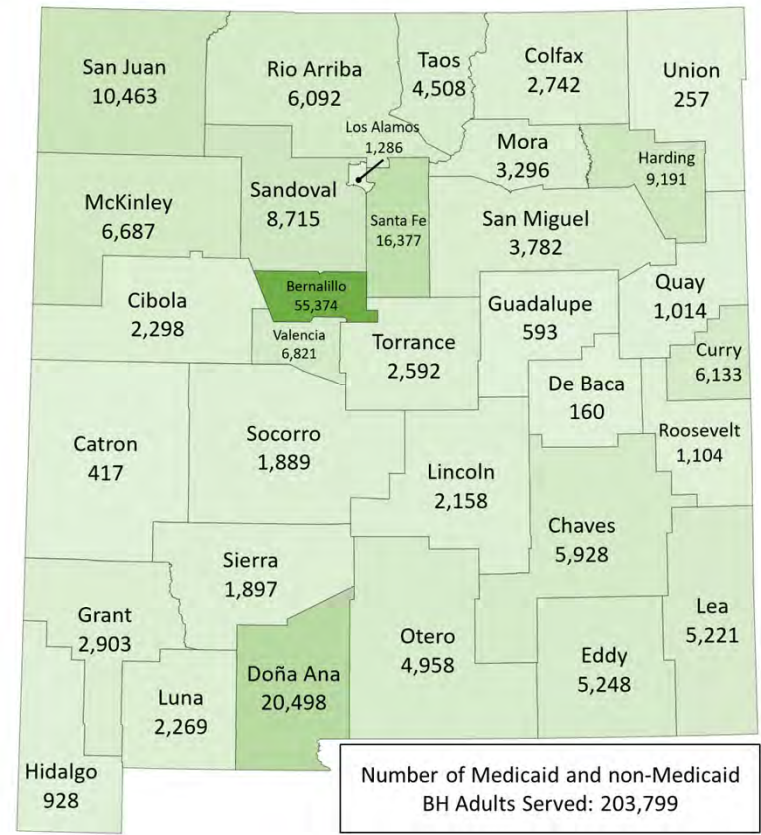 San Juan
10,463
Rio Arriba
6,092
Taos
4,508
Colfax
2,742
Union
257
Los Alamos
1,286
Mora
3,296
Harding
9,191
McKinley
6,687
Sandoval
8,715
Santa Fe
16,377
San Miguel
3,782
Bernalillo
55,374
Cibola
2,298
Valencia
6,821
Torrance
2,592
Guadalupe
593
Quay
1,014
Curry
6,133
De Baca
160
Roosevelt
1,104
Catron
417
Socorro
1,889
Lincoln
2,158
Chaves
5,928
Sierra
1,897
Grant
2,903
Otero
4,958
Lea
5,221
Eddy
5,248
Doña Ana
20,498
Luna
2,269
Hidalgo
928
Number of Medicaid and non-Medicaid
BH Adults Served: 203,799